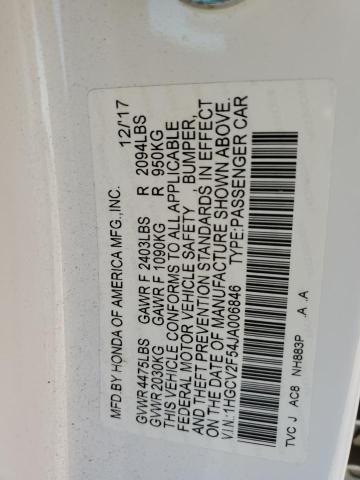 MFD.BY HONDA OF AMERICA MFG.,INC. 12/17
GVWR 4475LBS GAWR F 2403LBS R 2094LBS
GVWR 2030KG GAWR F 1090KG R 950KG
THIS VEHICLE CONFORMS TO ALL APPLICABLE
FEDERAL MOTOR VEHICLE SAFETY , BUMPER,
AND THEFT PREVENTION STANDARDS IN EFFECT
ON THE DATE OF MANUFACTURE SHOWN ABOVE.
V.I.N.:1HGCV2F54JA006846 TYPE:PASSENGER CAR
TVC J AC8 NH883P .A .A